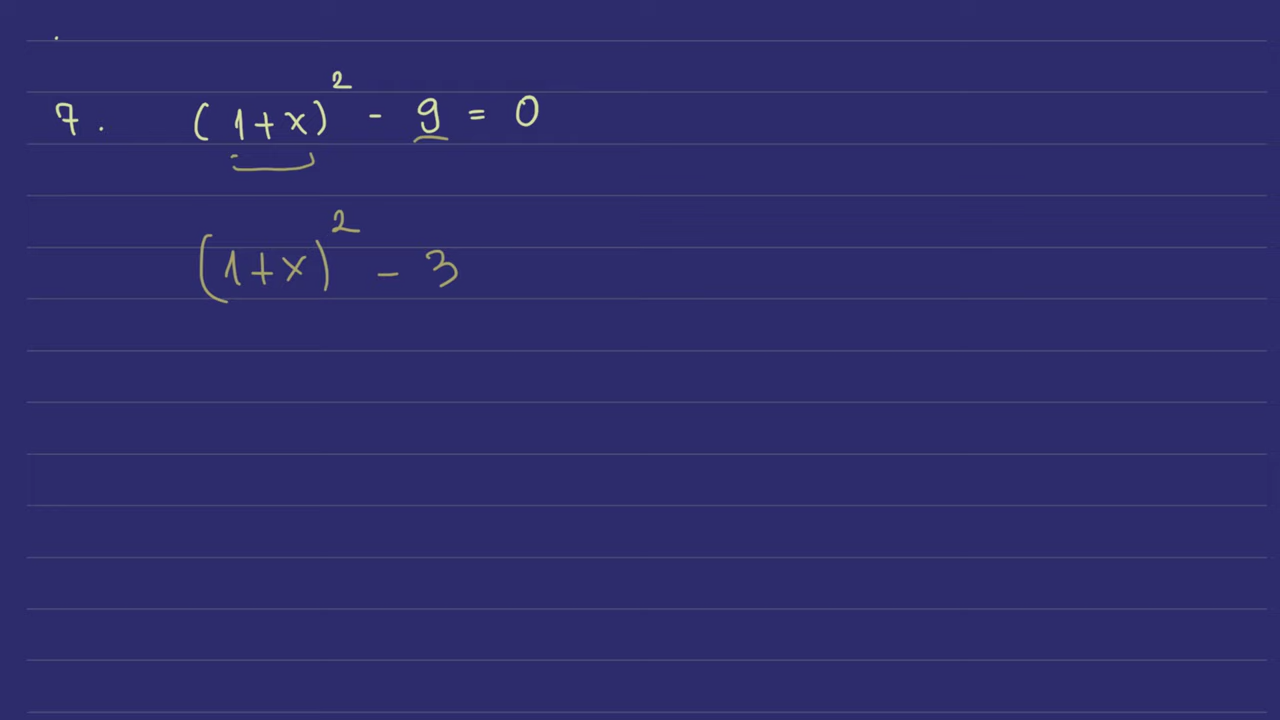 7. (1+x)² - 9 = 0
(1+x)² - 3